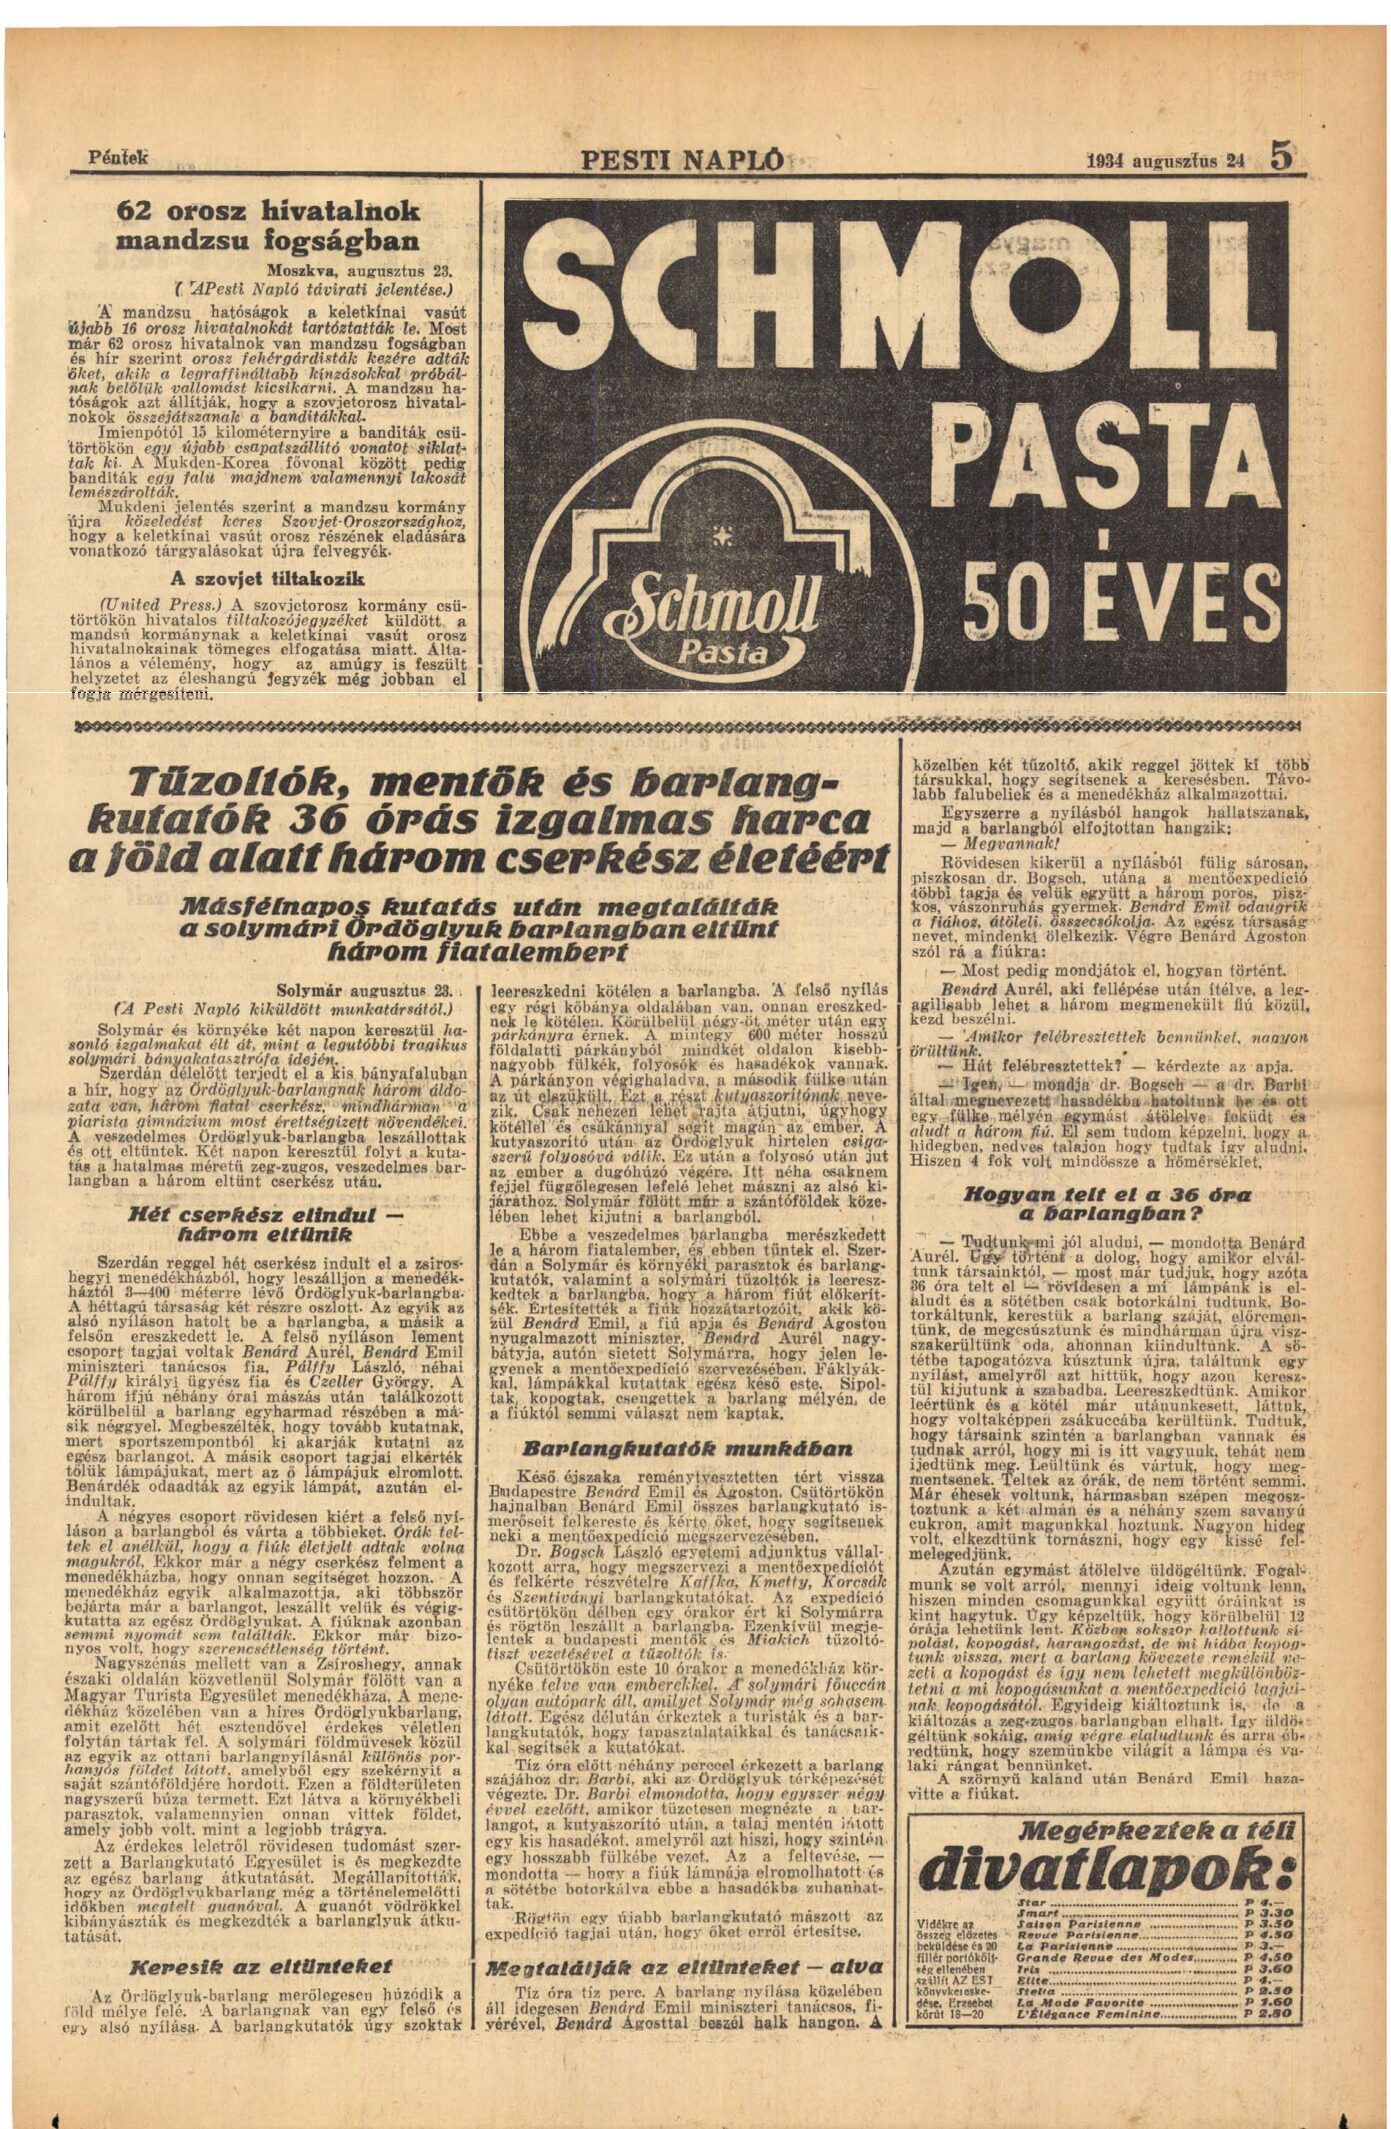 Péntek
PESTI NAPLÓ
1934 augusztus 24 5
62 orosz hivatalnok
mandzsu fogságban
Moszkva, augusztus 23.
( APesti Napló távirati jelentése.)
A mandzsu hatóságok a keletkínai vasút
újabb 16 orosz hivatalnokát tartóztatták le. Most
már 62 orosz hivatalnok van mandzsu fogságban
és hír szerint orosz fehérgárdisták kezére adták
őket, akik a legraffináltabb kínzásokkal próbál-
nak belőlük vallomást kicsikarni. A mandzsu ha-
tóságok azt állítják, hogy a szovjetorosz hivatal-
nokok összejátszanak a banditákkal.
Imienpótól 15 kilométernyire a banditák csü-
törtökön egy újabb csapatszállító vonatot siklat-
tak ki. A Mukden-Korea fővonal között pedig
banditák egy falu majdnem valamennyi lakosát
lemészárolták.
Mukdeni jelentés szerint a mandzsu kormány
újra közeledést keres Szovjet-Oroszországhoz,
hogy a keletkínai vasút orosz részének eladására
vonatkozó tárgyalásokat újra felvegyék.
A szovjet tiltakozik
(United Press.) A szovjetorosz kormány csü-
törtökön hivatalos tiltakozójegyzéket küldött a
mandsú kormánynak a keletkínai vasút orosz
hivatalnokainak tömeges elfogatása miatt. Álta-
lános a vélemény, hogy az amúgy is feszült
helyzetet az éleshangú jegyzék még jobban el
fogja mérgesíteni.
SCHMOLL
PASTA
50 ÉVES
Schmoll
Pasta
Tűzoltók, mentők és barlang-
kutatók 36 órás izgalmas harca
a föld alatt három cserkész életéért
Másfélnapos kutatás után megtalálták
a solymári Ördöglyuk barlangban eltűnt
három fiatalembert
Solymár augusztus 23.
(A Pesti Napló kiküldött munkatársától.)
Solymár és környéke két napon keresztül ha-
sonló izgalmakat élt át, mint a legutóbbi tragikus
solymári bányakatasztrófa idején.
Szerdán délelőtt terjedt el a kis bányafaluban
a hír, hogy az Ördöglyuk-barlangnak három áldo-
zata van, három fiatal cserkész, mindhárman a
piarista gimnázium most érettségizett növendékei.
A veszedelmes Ördöglyuk-barlangba leszállottak
és ott eltűntek. Két napon keresztül folyt a kuta-
tás a hatalmas méretű zeg-zugos, veszedelmes bar-
langban a három eltünt cserkész után.
Hét cserkész elindul —
három eltűnik
Szerdán reggel hét cserkész indult el a zsíros-
hegyi menedékházból, hogy leszálljon a menedék-
háztól 3—400 méterre lévő Ördöglyuk-barlangba.
A héttagú társaság két részre oszlott. Az egyik az
alsó nyíláson hatolt be a barlangba, a másik a
felsőn ereszkedett le. A felső nyíláson lement
csoport tagjai voltak Benárd Aurél, Benárd Emil
miniszteri tanácsos fia, Pálffy László, néhai
Pálffy királyi ügyész fia és Czeller György. A
három ifjú néhány órai mászás után találkozott
körülbelül a barlang egyharmad részében a má-
sik néggyel. Megbeszélték, hogy tovább kutatnak,
mert sportszempontból ki akarják kutatni az
egész barlangot. A másik csoport tagjai elkérték
tőlük lámpájukat, mert az ő lámpájuk elromlott.
Benárdék odaadták az egyik lámpát, azután el-
indultak.
A négyes csoport rövidesen kiért a felső nyí-
láson a barlangból és várta a többieket. Órák tel-
tek el anélkül, hogy a fiúk életjelt adtak volna
magukról. Ekkor már a négy cserkész felment a
menedékházba, hogy onnan segítséget hozzon. A
menedékház egyik alkalmazottja, aki többször
bejárta már a barlangot, leszállt velük és végig-
kutatta az egész Ördöglyukat. A fiúknak azonban
semmi nyomát sem találták. Ekkor már bizo-
nyos volt, hogy szerencsétlenség történt.
Nagyszénás mellett van a Zsíroshegy, annak
északi oldalán közvetlenül Solymár fölött van a
Magyar Turista Egyesület menedékháza. A mene-
dékház közelében van a híres Ördöglyukbarlang,
amit ezelőtt hét esztendővel érdekes véletlen
folytán tártak fel. A solymári földművesek közül
az egyik az ottani barlangnyílásnál különös por-
hanyós földet látott, amelyből egy szekérnyit a
saját szántóföldjére hordott. Ezen a földterületen
nagyszerű búza termett. Ezt látva a környékbeli
parasztok, valamennyien onnan vittek földet,
amely jobb volt, mint a legjobb trágya.
Az érdekes leletről rövidesen tudomást szer-
zett a Barlangkutató Egyesület is és megkezdte
az egész barlang átkutatását. Megállapították,
hogy az Ördöglyukbarlang még a történelemelőtti
időkben megtelt guanóval. A guanót vödrökkel
kibányászták és megkezdték a barlanglyuk átku-
tatását.
Keresik az eltűnteket
Az Ördöglyuk-barlang merőlegesen húzódik a
föld mélye felé. A barlangnak van egy felső és
egy alsó nyílása. A barlangkutatók úgy szoktak
leereszkedni kötélen a barlangba. A felső nyílás
egy régi kőbánya oldalában van, onnan ereszked-
nek le kötélen. Körülbelül négy-öt méter után egy
párkányra érnek. A mintegy 600 méter hosszú
földalatti párkányból mindkét oldalon kisebb-
nagyobb fülkék, folyosók és hasadékok vannak.
A párkányon végighaladva, a második fülke után
az út elszűkült. Ezt a részt kutyaszorítónak neve-
zik. Csak nehezen lehet rajta átjutni, úgyhogy
kötéllel és csákánnyal segít magán az ember. A
kutyaszorító után az Ördöglyuk hirtelen csiga-
szerű folyosóvá válik. Ez után a folyosó után jut
az ember a dugóhúzó végére. Itt néha csaknem
fejjel függőlegesen lefelé lehet mászni az alsó ki-
járathoz. Solymár fölött már a szántóföldek köze-
lében lehet kijutni a barlangból.
Ebbe a veszedelmes barlangba merészkedett
le a három fiatalember, és ebben tűntek el. Szer-
dán a Solymár és környéki parasztok és barlang-
kutatók, valamint a solymári tűzoltók is leeresz-
kedtek a barlangba, hogy a három fiút előkerít-
sék. Értesítették a fiúk hozzátartozóit, akik kö-
zül Benárd Emil, a fiú apja és Benárd Ágoston
nyugalmazott miniszter, Benárd Aurél nagy-
bátyja, autón sietett Solymárra, hogy jelen le-
gyenek a mentőexpedíció szervezésében. Fáklyák-
kal, lámpákkal kutattak egész késő este. Sípol-
tak, kopogtak, csengettek a barlang mélyén, de
a fiúktól semmi választ nem kaptak.
Barlangkutatók munkában
Késő éjszaka reményvesztetten tért vissza
Budapestre Benárd Emil és Ágoston. Csütörtökön
hajnalban Benárd Emil összes barlangkutató is-
merőseit felkereste és kérte őket, hogy segítsenek
neki a mentőexpedíció megszervezésében.
Dr. Bogsch László egyetemi adjunktus vállal-
kozott arra, hogy megszervezi a mentőexpedíciót
és felkérte részvételre Kaffka, Kmetty, Korcsák
és Szentiványi barlangkutatókat. Az expedíció
csütörtökön délben egy órakor ért ki Solymárra
és rögtön leszállt a barlangba. Ezenkívül megje-
lentek a budapesti mentők és Miakich tűzoltó-
tiszt vezetésével a tűzoltók is.
Csütörtökön este 10 órakor a menedékház kör-
nyéke telve van emberekkel. A solymári főuccán
olyan autópark áll, amilyet Solymár még sohasem
látott. Egész délután érkeztek a turisták és a bar-
langkutatók, hogy tapasztalataikkal és tanácsaik-
kal segítsék a kutatókat.
Tíz óra előtt néhány perccel érkezett a barlang
szájához dr. Barbi, aki az Ördöglyuk térképezését
végezte. Dr. Barbi elmondotta, hogy egyszer négy
évvel ezelőtt, amikor tüzetesen megnézte a bar-
langot, a kutyaszorító után, a talaj mentén látott
egy kis hasadékot, amelyről azt hiszi, hogy szintén
egy hosszabb fülkébe vezet. Az a feltevése, —
mondotta — hogy a fiúk lámpája elromolhatott és
a sötétbe botorkálva ebbe a hasadékba zuhanhat-
tak.
Rögtön egy újabb barlangkutató mászott az
expedíció tagjai után, hogy őket erről értesítse.
Megtalálják az eltűnteket — alva
Tíz óra tíz perc. A barlang nyílása közelében
áll idegesen Benárd Emil miniszteri tanácsos, fi-
vérével, Benárd Ágosttal beszél halk hangon. A
közelben két tűzoltó, akik reggel jöttek ki több
társukkal, hogy segítsenek a keresésben. Távo-
labb falubeliek és a menedékház alkalmazottai.
Egyszerre a nyílásból hangok hallatszanak,
majd a barlangból elfojtottan hangzik:
— Megvannak!
Rövidesen kikerül a nyílásból fülig sárosan,
piszkosan dr. Bogsch, utána a mentőexpedíció
többi tagja és velük együtt a három poros, pisz-
kos, vászonruhás gyermek. Benárd Emil odaugrik
a fiához, átöleli, összecsókolja. Az egész társaság
nevet, mindenki ölelkezik. Végre Benárd Ágoston
szól rá a fiúkra:
— Most pedig mondjátok el, hogyan történt.
Benárd Aurél, aki fellépése után ítélve, a leg-
agilisabb lehet a három megmenekült fiú közül,
kezd beszélni.
— Amikor felébresztettek bennünket, nagyon
örültünk.
— Hát felébresztettek? — kérdezte az apja.
— Igen, — mondja dr. Bogsch — a dr. Barbi
által megnevezett hasadékba hatoltunk be és ott
egy fülke mélyén egymást átölelve feküdt és
aludt a három fiú. El sem tudom képzelni, hogy a
hidegben, nedves talajon hogy tudtak így aludni.
Hiszen 4 fok volt mindössze a hőmérséklet.
Hogyan telt el a 36 óra
a barlangban?
— Tudtunk mi jól aludni, — mondotta Benárd
Aurél. Úgy történt a dolog, hogy amikor elvál-
tunk társainktól, — most már tudjuk, hogy azóta
36 óra telt el — rövidesen a mi lámpánk is el-
aludt és a sötétben csak botorkálni tudtunk. Bo-
torkáltunk, kerestük a barlang száját, előremen-
tünk, de megcsúsztunk és mindhárman újra visz-
szakerültünk oda, ahonnan kiindultunk. A sö-
tétbe tapogatózva kúsztunk újra, találtunk egy
nyílást, amelyről azt hittük, hogy azon keresz-
tül kijutunk a szabadba. Leereszkedtünk. Amikor
leértünk és a kötél már utánunkesett, láttuk,
hogy voltaképpen zsákuccába kerültünk. Tudtuk,
hogy társaink szintén a barlangban vannak és
tudnak arról, hogy mi is itt vagyunk, tehát nem
ijedtünk meg. Leültünk és vártuk, hogy meg-
mentsenek. Teltek az órák, de nem történt semmi.
Már éhesek voltunk, hármasban szépen megosz-
toztunk a két almán és a néhány szem savanyú
cukron, amit magunkkal hoztunk. Nagyon hideg
volt, elkezdtünk tornászni, hogy egy kissé fel-
melegedjünk.
Azután egymást átölelve üldögéltünk. Fogal-
munk se volt arról, mennyi ideig voltunk lenn,
hiszen minden csomagunkkal együtt óráinkat is
kint hagytuk. Úgy képzeltük, hogy körülbelül 12
órája lehetünk lent. Közben sokszor hallottunk sí-
polást, kopogást, harangozást, de mi hiába kopog-
tunk vissza, mert a barlang kövezete remekül ve-
zeti a kopogást és így nem lehetett megkülönböz-
tetni a mi kopogásunkat a mentőexpedíció tagjai-
nak kopogásától. Egyideig kiáltoztunk is, de a
kiáltozás a zeg-zugos barlangban elhalt. Így üldö-
géltünk sokáig, amíg végre elaludtunk és arra éb-
redtünk, hogy szemünkbe világít a lámpa és va-
laki rángat bennünket.
A szörnyű kaland után Benárd Emil haza-
vitte a fiúkat.
Megérkeztek a téli
divatlapok:
Vidékre az
összeg előzetes
beküldése és 20
fillér portókölt-
ség ellenében
szállít AZ EST
könyvkereske-
dése, Erzsébet
körút 18—20
Star P 4.—
Smart P 3.30
Saison Parisienne P 3.50
Revue Parisienne P 4.50
La Parisienne P 3.—
Grande Revue des Modes P 4.50
Iris P 3.60
Elite P 4.—
Stella P 2.50
La Mode Favorite P 1.60
L'Élégance Feminine P 2.80